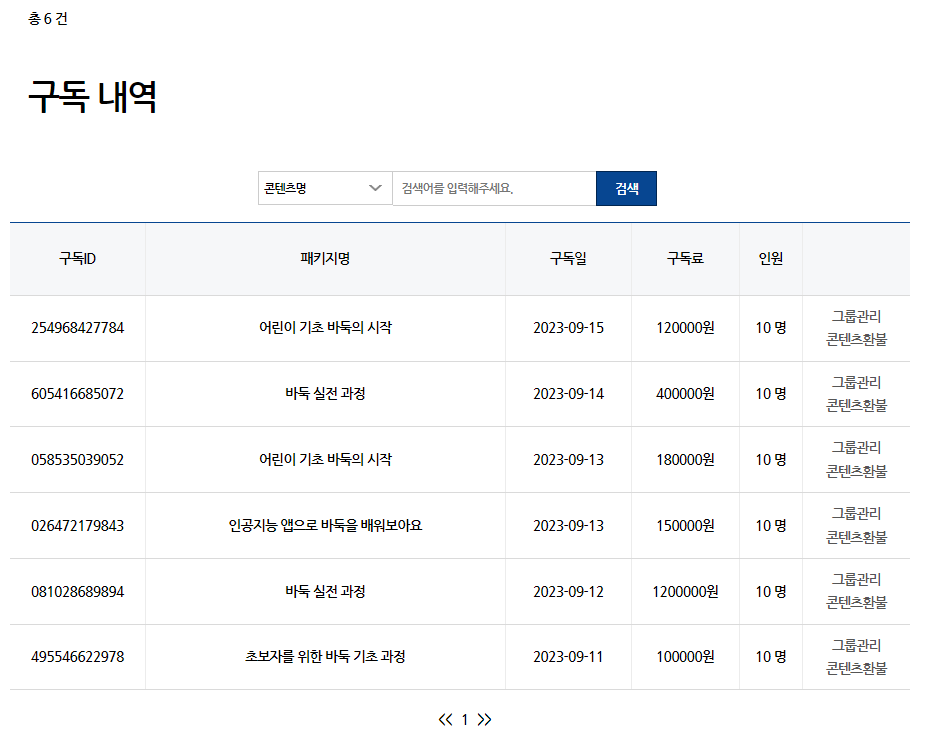 총 6 건
구독 내역
콘텐츠명 검색어를 입력해주세요. 검색
구독ID 패키지명 구독일 구독료 인원
254968427784 어린이 기초 바둑의 시작 2023-09-15 120000원 10 명 그룹관리 콘텐츠환불
605416685072 바둑 실전 과정 2023-09-14 400000원 10 명 그룹관리 콘텐츠환불
058535039052 어린이 기초 바둑의 시작 2023-09-13 180000원 10 명 그룹관리 콘텐츠환불
026472179843 인공지능 앱으로 바둑을 배워보아요 2023-09-13 150000원 10 명 그룹관리 콘텐츠환불
081028689894 바둑 실전 과정 2023-09-12 1200000원 10 명 그룹관리 콘텐츠환불
495546622978 초보자를 위한 바둑 기초 과정 2023-09-11 100000원 10 명 그룹관리 콘텐츠환불
<< 1 >>